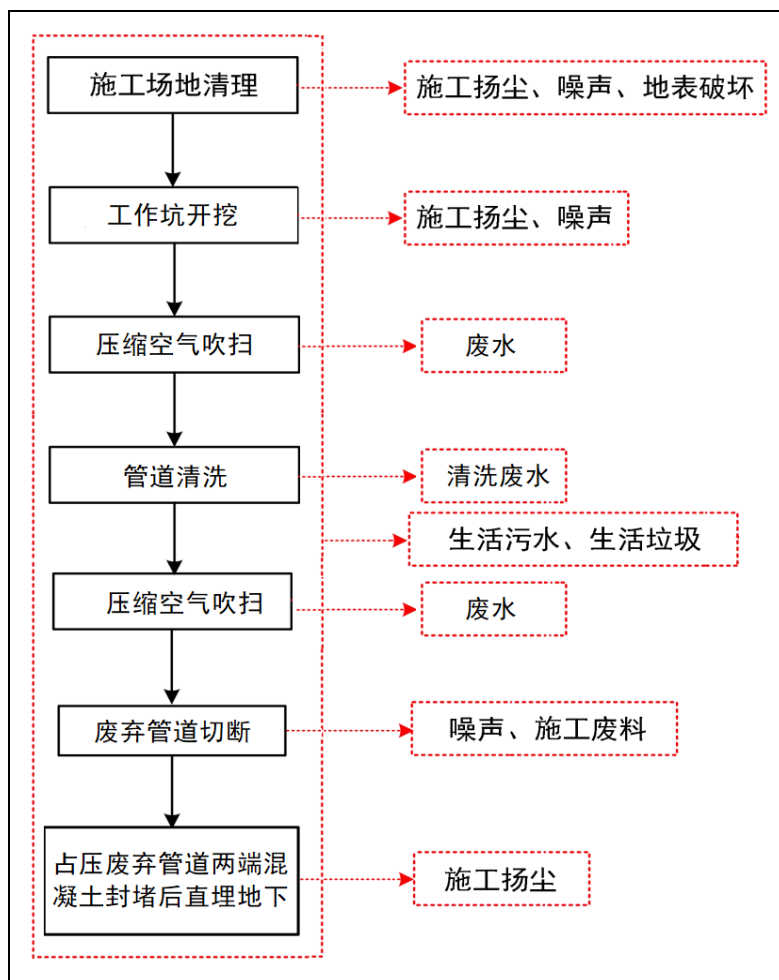 施工场地清理
施工扬尘、噪声、地表破坏
工作坑开挖
施工扬尘、噪声
压缩空气吹扫
废水
管道清洗
清洗废水
生活污水、生活垃圾
压缩空气吹扫
废水
废弃管道切断
噪声、施工废料
占压废弃管道两端混
凝土封堵后直埋地下
施工扬尘